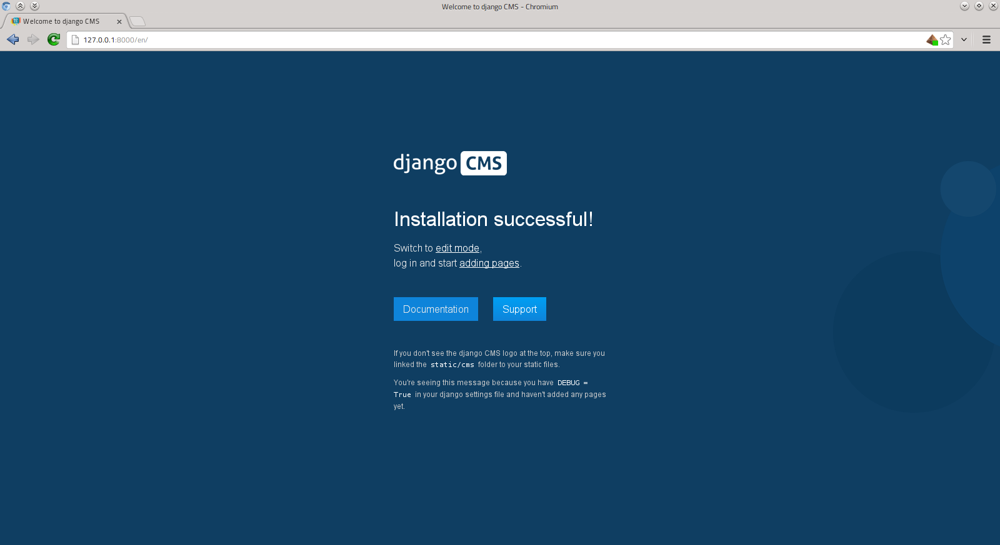 Welcome to django CMS - Chromium
Welcome to django CMS
127.0.0.1:8000/en/
django CMS
Installation successful!
Switch to edit mode,
log in and start adding pages.
Documentation Support
If you don't see the django CMS logo at the top, make sure you
linked the static/cms folder to your static files.
You're seeing this message because you have DEBUG =
True in your django settings file and haven't added any pages
yet.